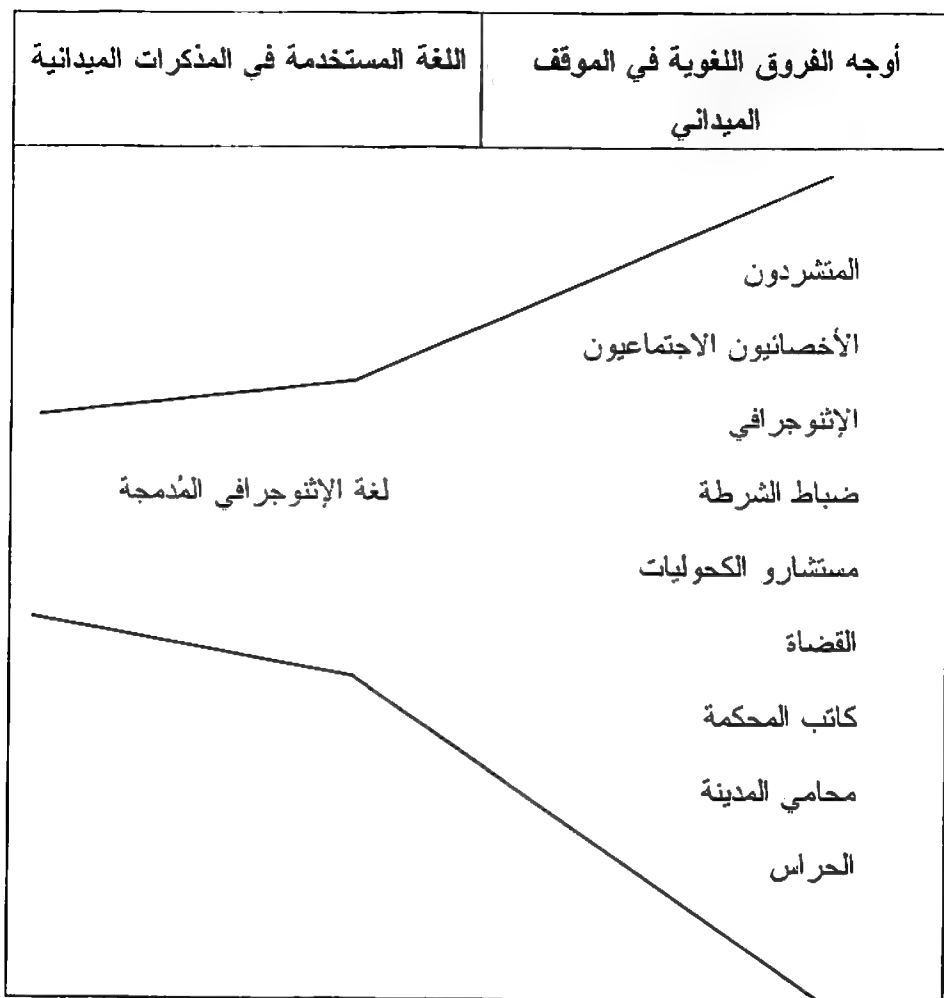 أوجه الفروق اللغوية في الموقف
الميداني
اللغة المستخدمة في المذكرات الميدانية
المتشردون
الأخصائيون الاجتماعيون
الإثنوجرافي
ضباط الشرطة
لغة الإثنوجرافي المُدمجة
مستشارو الكحوليات
القضاة
كاتب المحكمة
محامي المدينة
الحراس